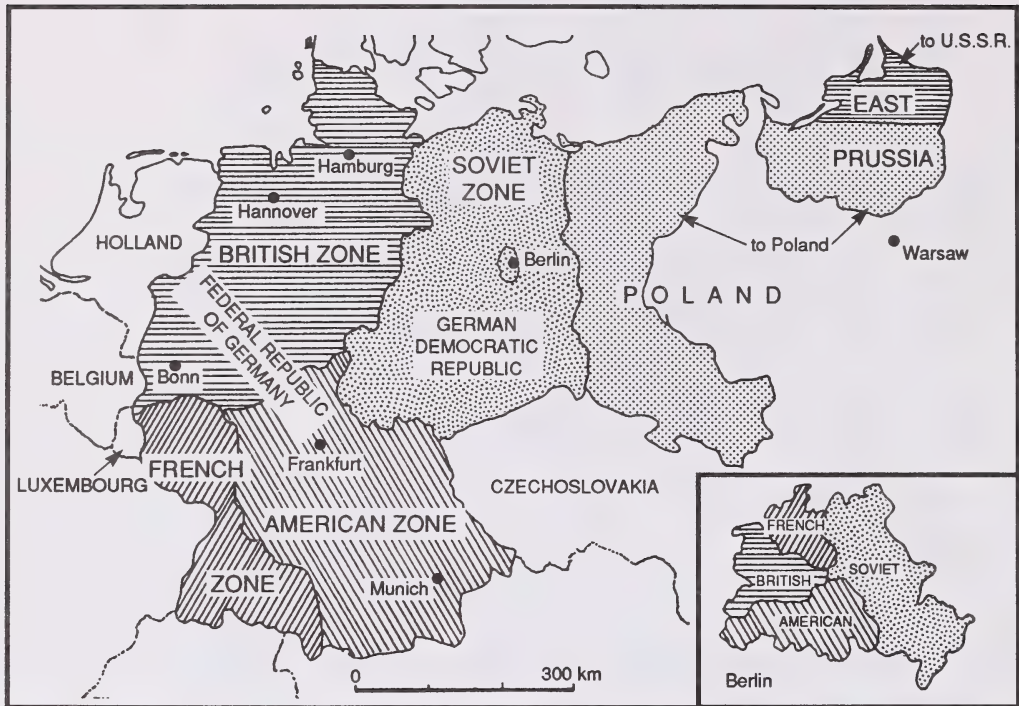 to U.S.S.R.
EAST
PRUSSIA
Hamburg
SOVIET
ZONE
Hannover
HOLLAND
BRITISH ZONE
to Poland
Warsaw
Berlin
POLAND
FEDERAL REPUBLIC
OF GERMANY
GERMAN
DEMOCRATIC
REPUBLIC
BELGIUM
Bonn
Frankfurt
FRENCH
LUXEMBOURG
CZECHOSLOVAKIA
AMERICAN ZONE
ZONE
Munich
0 300 km
FRENCH
BRITISH
SOVIET
AMERICAN
Berlin